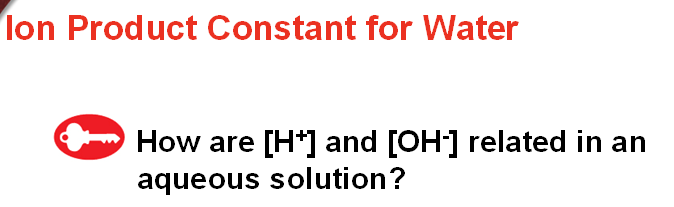 Ion Product Constant for Water
How are [H⁺] and [OH⁻] related in an
aqueous solution?